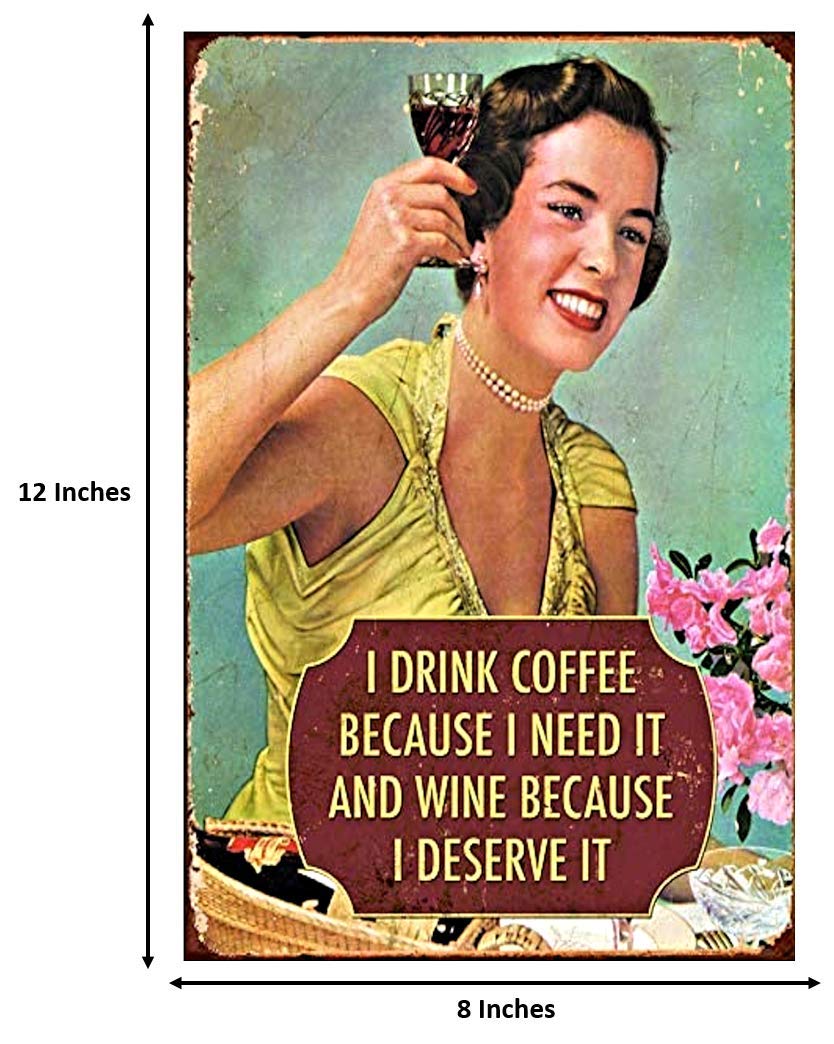 12 Inches
I DRINK COFFEE
BECAUSE I NEED IT
AND WINE BECAUSE
I DESERVE IT
8 Inches